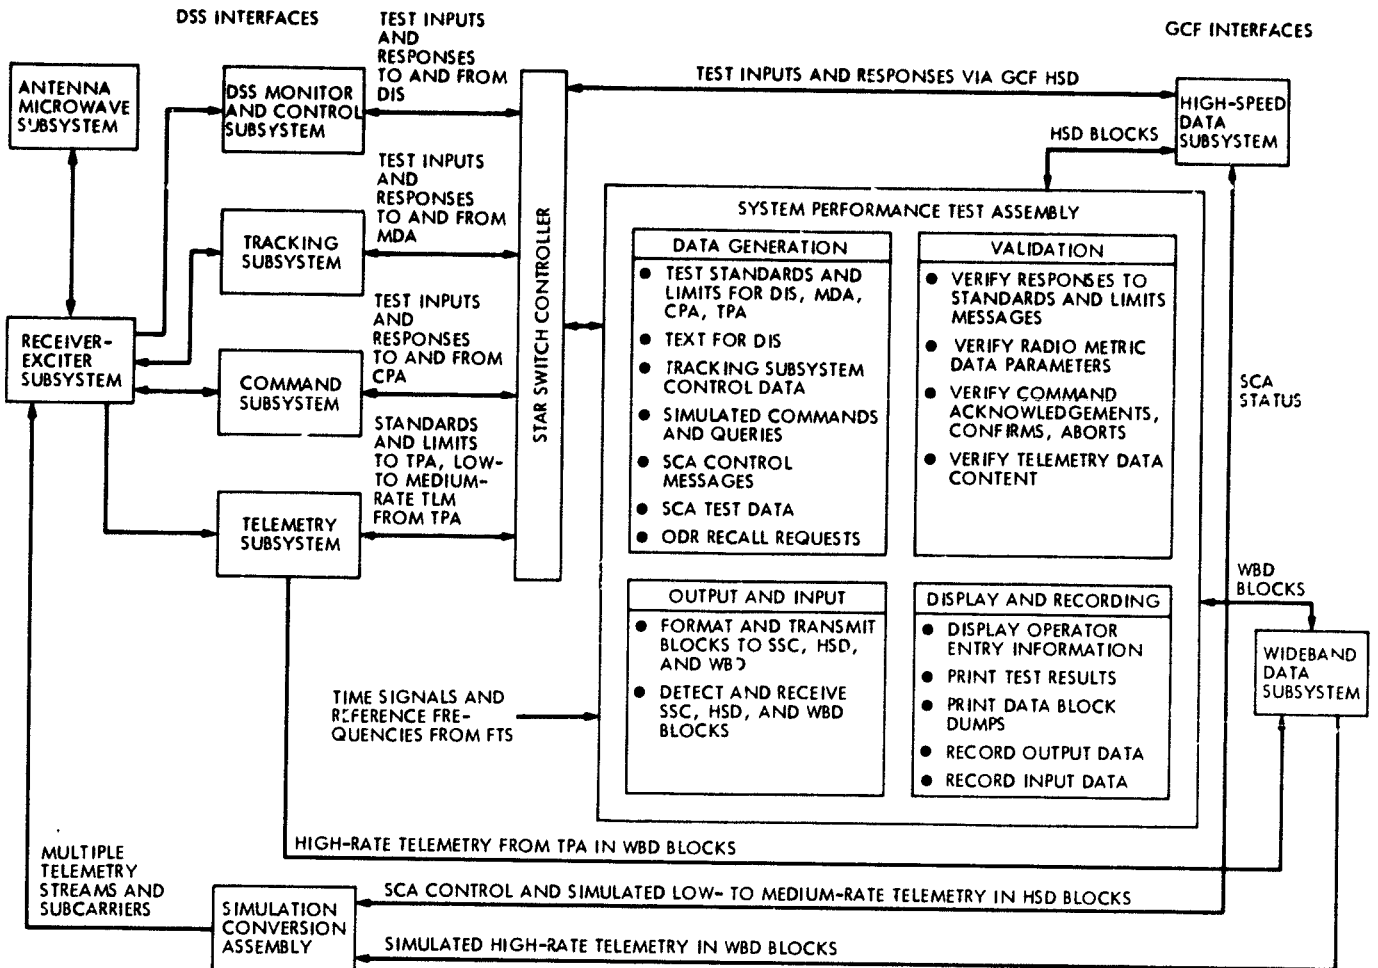 DSS INTERFACES
TEST INPUTS
AND
RESPONSES
TO AND FROM
DIS
GCF INTERFACES
ANTENNA
MICROWAVE
SUBSYSTEM
DSS MONITOR
AND CONTROL
SUBSYSTEM
TEST INPUTS AND RESPONSES VIA GCF HSD
HIGH-SPEED
DATA
SUBSYSTEM
HSD BLOCKS
TEST INPUTS
AND
RESPONSES
TO AND FROM
MDA
TRACKING
SUBSYSTEM
STAR SWITCH CONTROLLER
SYSTEM PERFORMANCE TEST ASSEMBLY
DATA GENERATION
● TEST STANDARDS AND
LIMITS FOR DIS, MDA,
CPA, TPA
● TEXT FOR DIS
● TRACKING SUBSYSTEM
CONTROL DATA
● SIMULATED COMMANDS
AND QUERIES
● SCA CONTROL
MESSAGES
● SCA TEST DATA
● ODR RECALL REQUESTS
VALIDATION
● VERIFY RESPONSES TO
STANDARDS AND LIMITS
MESSAGES
● VERIFY RADIO METRIC
DATA PARAMETERS
● VERIFY COMMAND
ACKNOWLEDGEMENTS,
CONFIRMS, ABORTS
● VERIFY TELEMETRY DATA
CONTENT
SCA
STATUS
RECEIVER-
EXCITER
SUBSYSTEM
TEST INPUTS
AND
RESPONSES
TO AND FROM
CPA
COMMAND
SUBSYSTEM
STANDARDS
AND LIMITS
TO TPA, LOW-
TO MEDIUM-
RATE TLM
FROM TPA
TELEMETRY
SUBSYSTEM
OUTPUT AND INPUT
● FORMAT AND TRANSMIT
BLOCKS TO SSC, HSD,
AND WBD
● DETECT AND RECEIVE
SSC, HSD, AND WBD
BLOCKS
DISPLAY AND RECORDING
● DISPLAY OPERATOR
ENTRY INFORMATION
● PRINT TEST RESULTS
● PRINT DATA BLOCK
DUMPS
● RECORD OUTPUT DATA
● RECORD INPUT DATA
WBD
BLOCKS
WIDEBAND
DATA
SUBSYSTEM
TIME SIGNALS AND
REFERENCE FRE-
QUENCIES FROM FTS
HIGH-RATE TELEMETRY FROM TPA IN WBD BLOCKS
MULTIPLE
TELEMETRY
STREAMS AND
SUBCARRIERS
SCA CONTROL AND SIMULATED LOW- TO MEDIUM-RATE TELEMETRY IN HSD BLOCKS
SIMULATION
CONVERSION
ASSEMBLY
SIMULATED HIGH-RATE TELEMETRY IN WBD BLOCKS